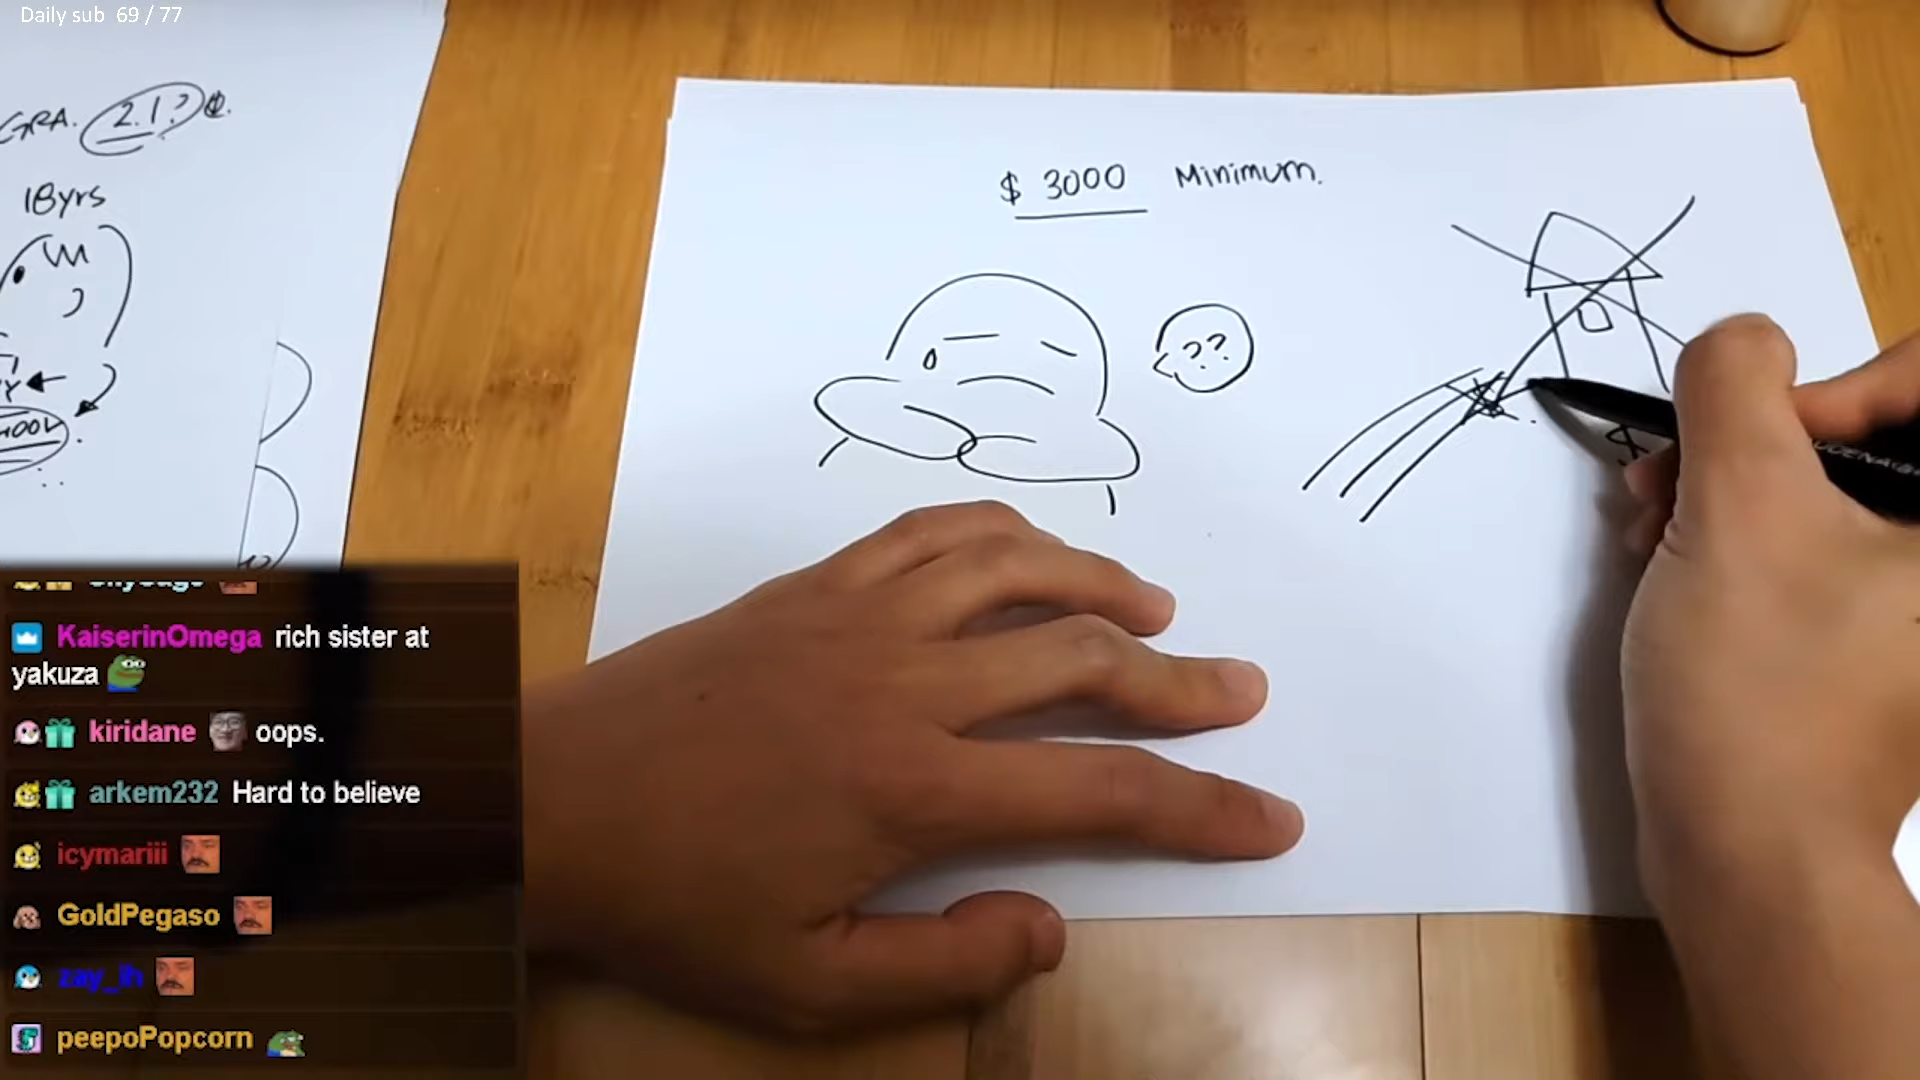 Daily sub 69 / 77
GRA. 2.1?
18yrs
$ 3000 Minimum.
??
KaiserinOmega rich sister at
yakuza
kiridane oops.
arkem232 Hard to believe
icymariii
GoldPegaso
zay_lh
peepoPopcorn